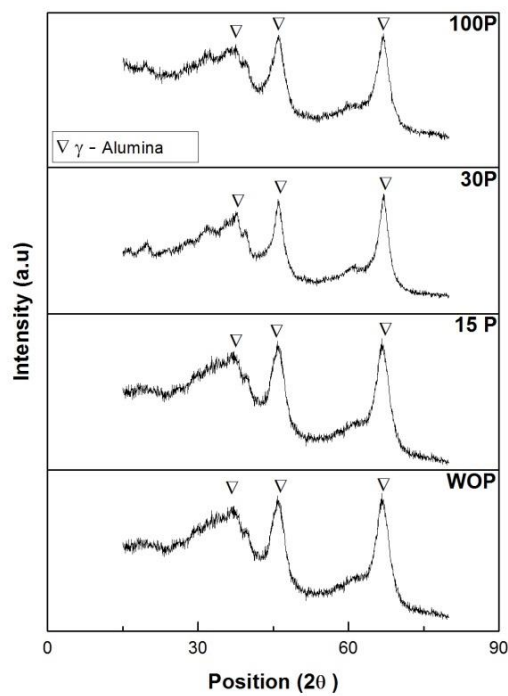 100P
▽ γ - Alumina
30P
15 P
WOP
Intensity (a.u)
0 30 60 90
Position (2θ)